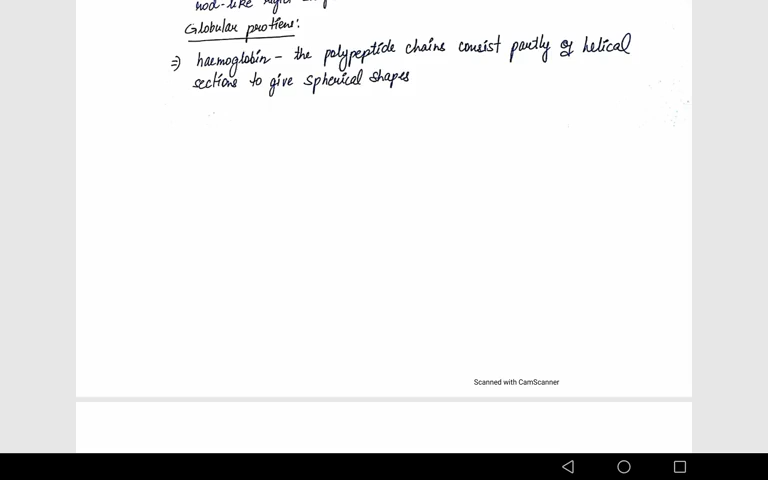 Globular protiens:
⇒ haemoglobin - the polypeptide chains consist partly of helical
sections to give spherical shapes
Scanned with CamScanner